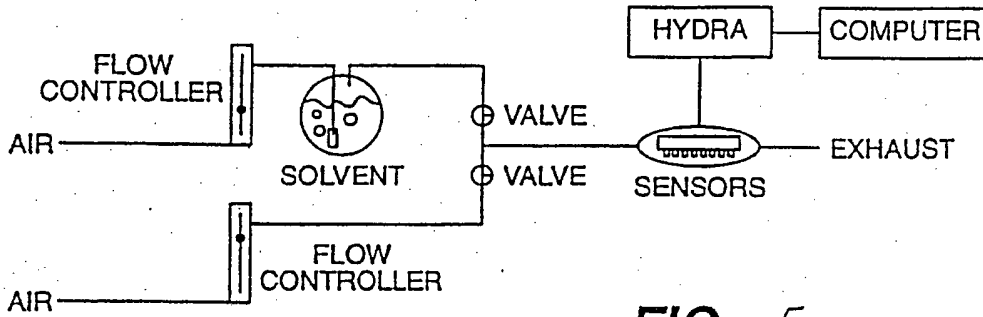 HYDRA
COMPUTER
FLOW
CONTROLLER
AIR
SOLVENT
VALVE
VALVE
SENSORS
EXHAUST
FLOW
CONTROLLER
AIR